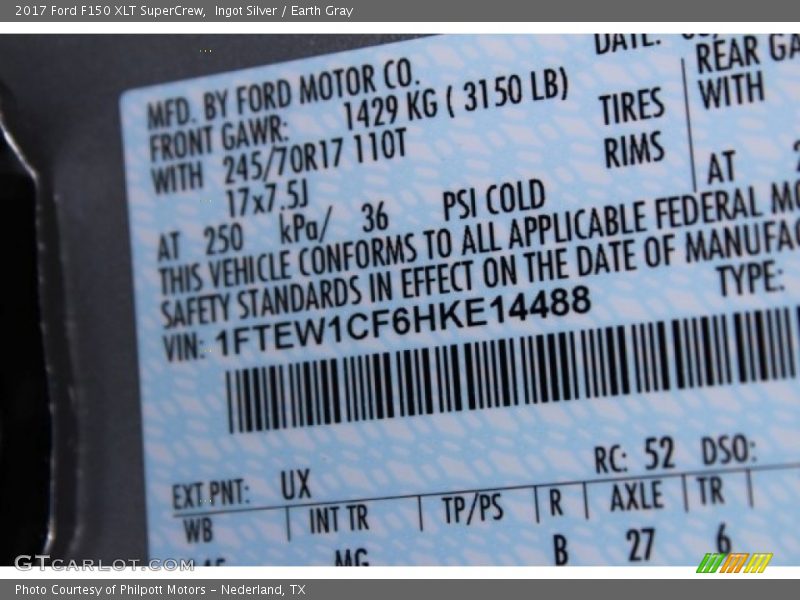 2017 Ford F150 XLT SuperCrew, Ingot Silver / Earth Gray
DATE:
MFD. BY FORD MOTOR CO.
REAR
FRONT GAWR: 1429 KG ( 3150 LB)
WITH
WITH 245/70R17 110T TIRES
17x7.5J RIMS
AT
AT 250 kPa/ 36 PSI COLD
THIS VEHICLE CONFORMS TO ALL APPLICABLE FEDERAL
SAFETY STANDARDS IN EFFECT ON THE DATE OF
VIN: 1FTEW1CF6HKE14488 TYPE:
EXT PNT: UX RC: 52 DSO:
WB INT TR TP/PS R AXLE TR
MG B 27 6
GTCARLOT.COM
Photo Courtesy of Philpott Motors - Nederland, TX